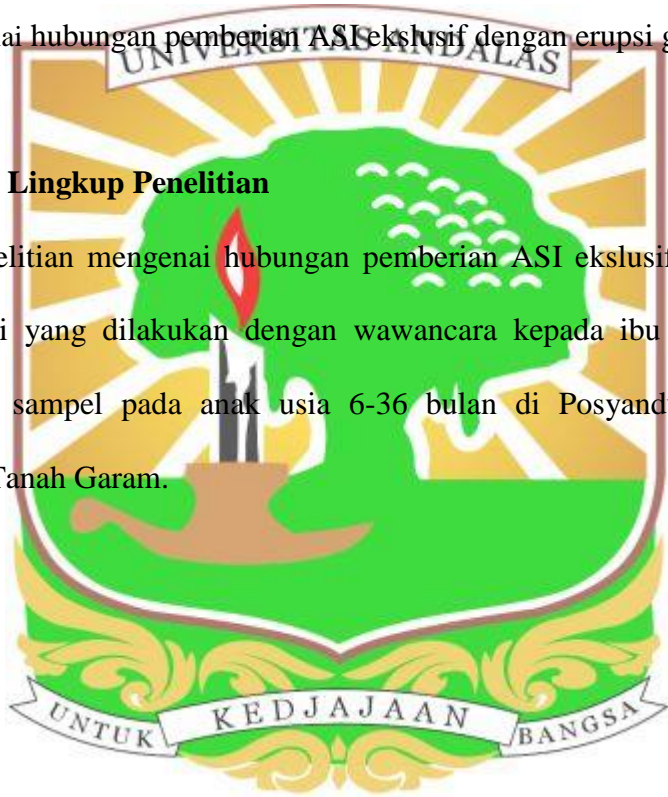 ai hubungan pemberian ASI ekslusif dengan erupsi g
UNIVERSITAS ANDALAS
Lingkup Penelitian
elitian mengenai hubungan pemberian ASI ekslusif
i yang dilakukan dengan wawancara kepada ibu
sampel pada anak usia 6-36 bulan di Posyand
Tanah Garam.
UNTUK KEDJAJAAN BANGSA